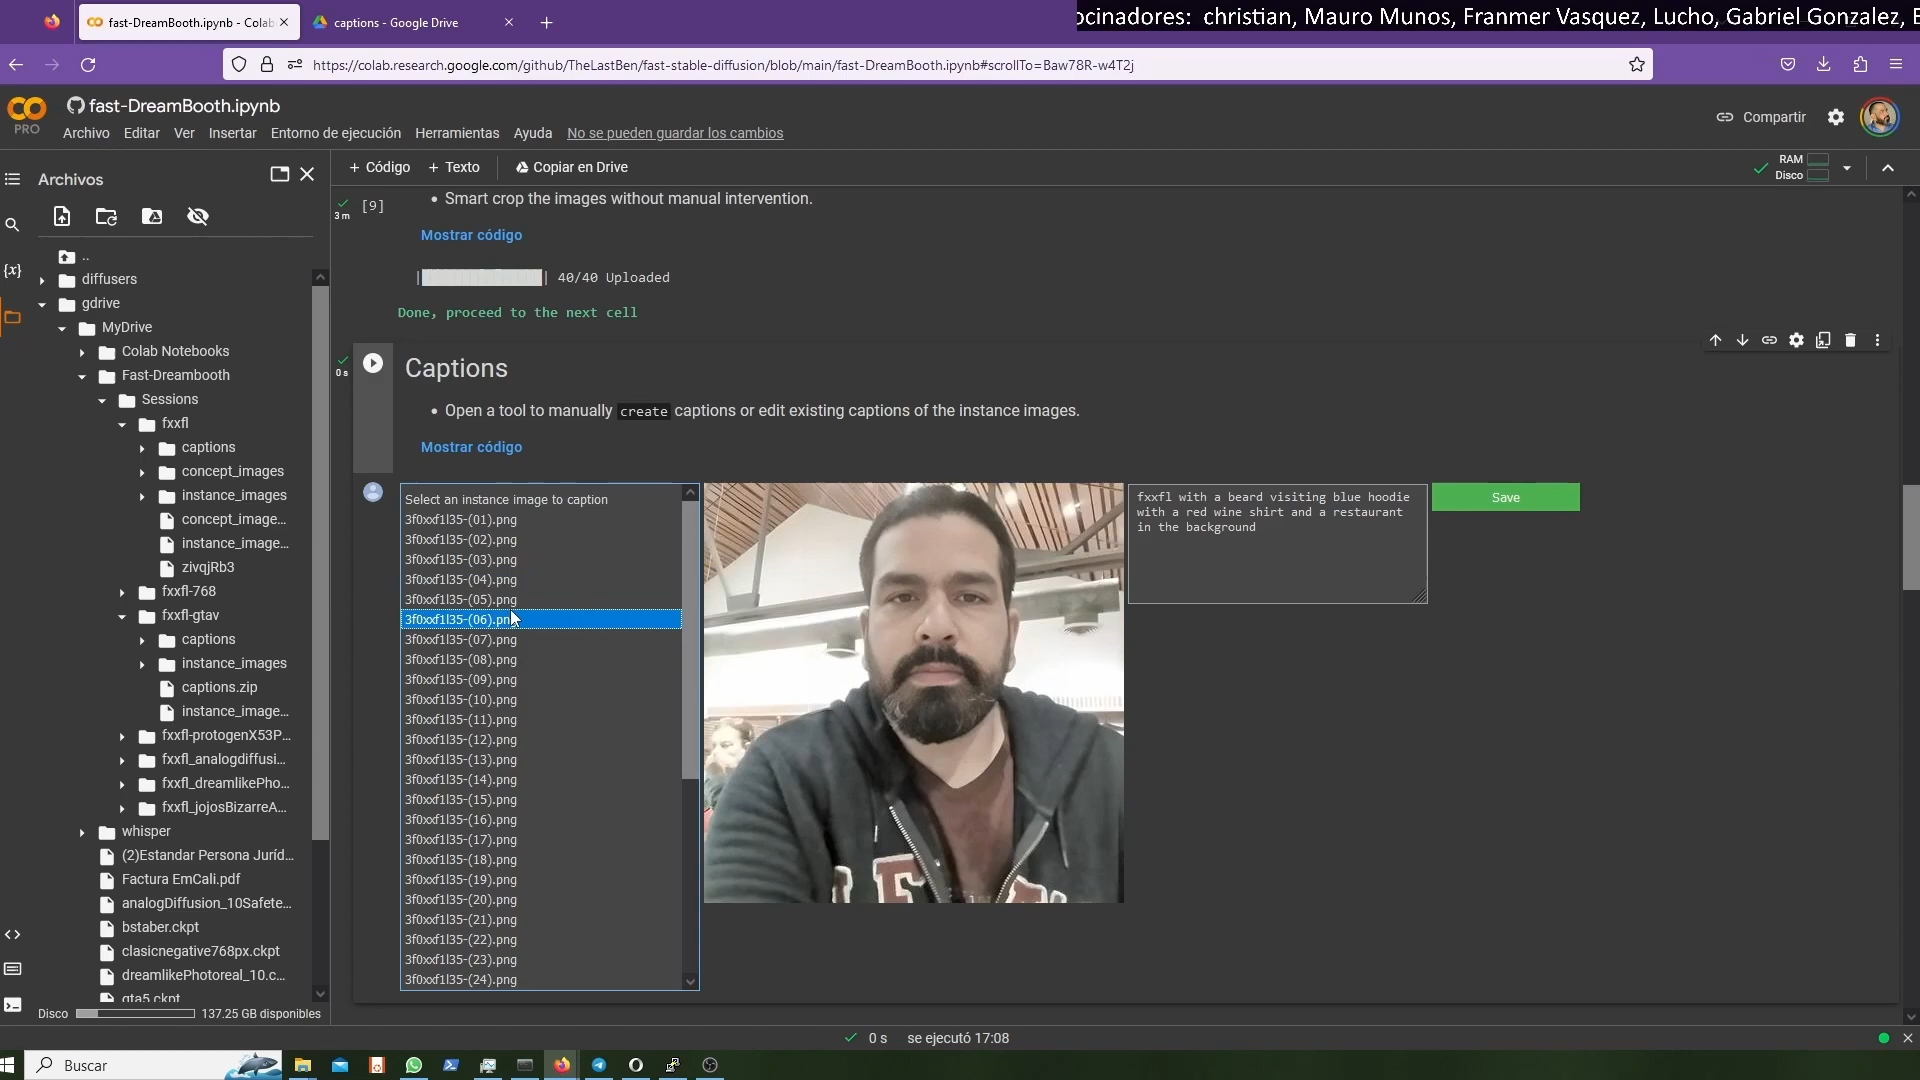 fast-DreamBooth.ipynb - Colab
captions - Google Drive
ocinadores: christian, Mauro Munos, Franmer Vasquez, Lucho, Gabriel Gonzalez, E
https://colab.research.google.com/github/TheLastBen/fast-stable-diffusion/blob/main/fast-DreamBooth.ipynb#scrollTo=Baw78R-w4T2j
CO
PRO
fast-DreamBooth.ipynb
Archivo Editar Ver Insertar Entorno de ejecución Herramientas Ayuda No se pueden guardar los cambios
Compartir
+ Código + Texto Copiar en Drive
RAM
Disco
Archivos
..
diffusers
gdrive
MyDrive
Colab Notebooks
Fast-Dreambooth
Sessions
fxxfl
captions
concept_images
instance_images
concept_image...
instance_image...
zivqjRb3
fxxfl-768
fxxfl-gtav
captions
instance_images
captions.zip
instance_image...
fxxfl-protogenX53P...
fxxfl_analogdiffusi...
fxxfl_dreamlikePho...
fxxfl_jojosBizarreA...
whisper
(2)Estandar Persona Juríd...
Factura EmCali.pdf
analogDiffusion_10Safete...
bstaber.ckpt
clasicnegative768px.ckpt
dreamlikePhotoreal_10.c...
gta5.ckpt
Disco 137.25 GB disponibles
3 m
[9]
• Smart crop the images without manual intervention.
Mostrar código
40/40 Uploaded
Done, proceed to the next cell
0 s
Captions
• Open a tool to manually create captions or edit existing captions of the instance images.
Mostrar código
Select an instance image to caption
3f0xxf1l35-(01).png
3f0xxf1l35-(02).png
3f0xxf1l35-(03).png
3f0xxf1l35-(04).png
3f0xxf1l35-(05).png
3f0xxf1l35-(06).png
3f0xxf1l35-(07).png
3f0xxf1l35-(08).png
3f0xxf1l35-(09).png
3f0xxf1l35-(10).png
3f0xxf1l35-(11).png
3f0xxf1l35-(12).png
3f0xxf1l35-(13).png
3f0xxf1l35-(14).png
3f0xxf1l35-(15).png
3f0xxf1l35-(16).png
3f0xxf1l35-(17).png
3f0xxf1l35-(18).png
3f0xxf1l35-(19).png
3f0xxf1l35-(20).png
3f0xxf1l35-(21).png
3f0xxf1l35-(22).png
3f0xxf1l35-(23).png
3f0xxf1l35-(24).png
fxxfl with a beard visiting blue hoodie
with a red wine shirt and a restaurant
in the background
Save
0 s se ejecutó 17:08
Buscar